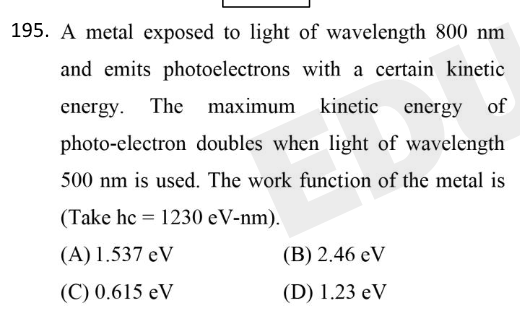 195. A metal exposed to light of wavelength 800 nm
and emits photoelectrons with a certain kinetic
energy. The maximum kinetic energy of
photo-electron doubles when light of wavelength
500 nm is used. The work function of the metal is
(Take hc = 1230 eV-nm).
(A) 1.537 eV (B) 2.46 eV
(C) 0.615 eV (D) 1.23 eV
EDU